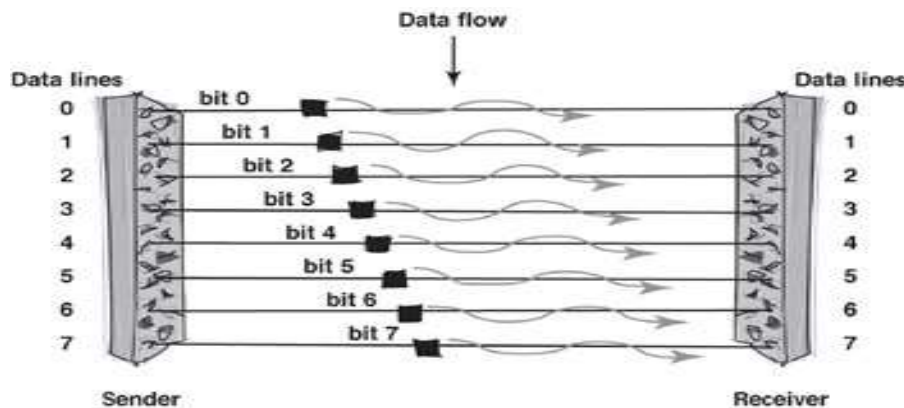 Data flow
Data lines Data lines
0 bit 0 0
1 bit 1 1
2 bit 2 2
3 bit 3 3
4 bit 4 4
5 bit 5 5
6 bit 6 6
7 bit 7 7
Sender Receiver